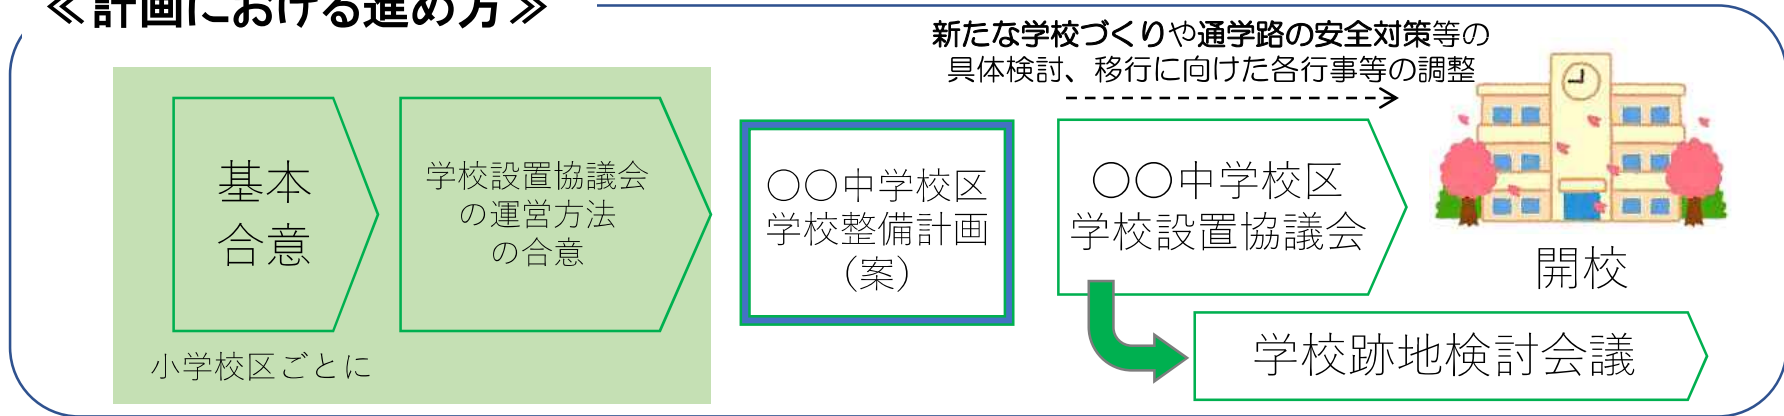 ≪計画における進め方≫
新たな学校づくりや通学路の安全対策等の
具体検討、移行に向けた各行事等の調整
基本
合意
学校設置協議会
の運営方法
の合意
小学校区ごとに
〇〇中学校区
学校整備計画
（案）
〇〇中学校区
学校設置協議会
開校
学校跡地検討会議